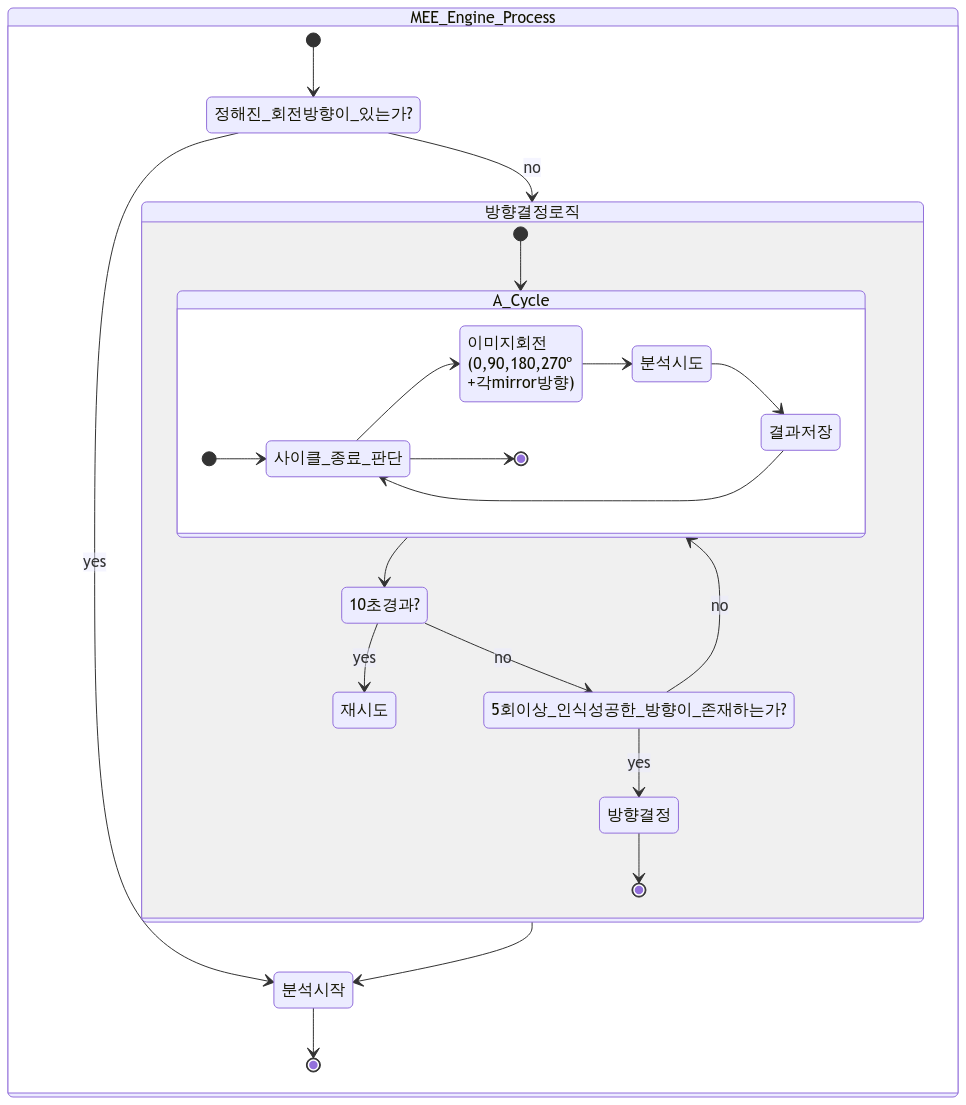 MEE_Engine_Process
정해진_회전방향이_있는가?
no
방향결정로직
A_Cycle
이미지회전
(0,90,180,270º
+각mirror방향)
분석시도
결과저장
사이클_종료_판단
yes
10초경과?
no
yes
no
재시도
5회이상_인식성공한_방향이_존재하는가?
yes
방향결정
분석시작